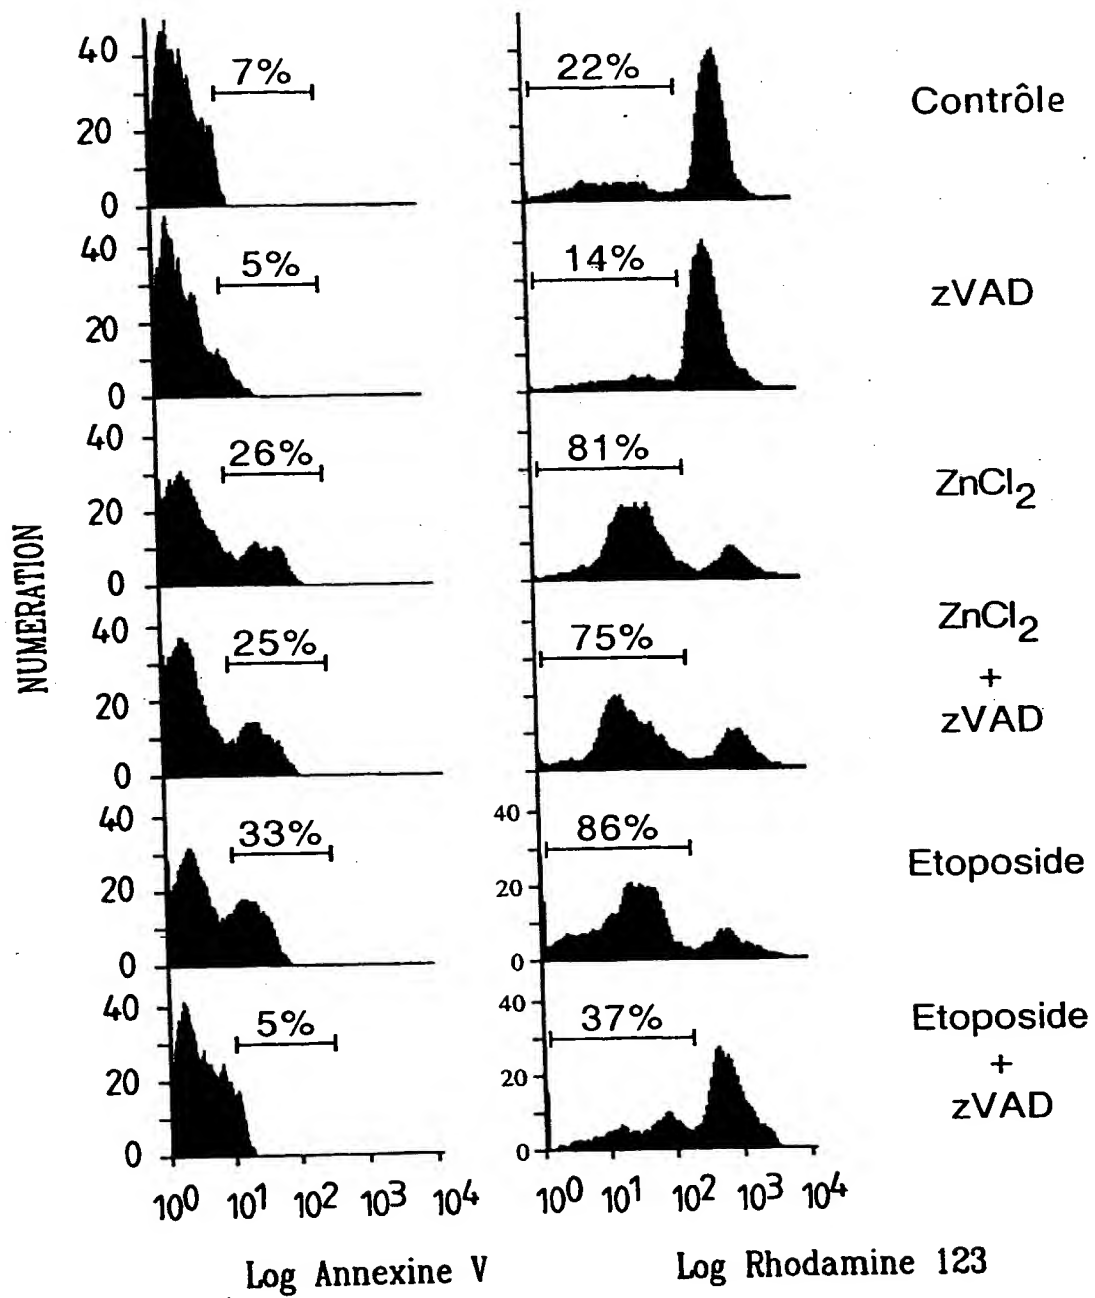 40
20
0
7%
22%
Contrôle
40
20
0
5%
14%
zVAD
40
20
0
26%
81%
ZnCl2
40
20
0
25%
75%
ZnCl2
+
zVAD
40
20
0
33%
40
20
0
86%
Etoposide
40
20
0
5%
40
20
0
37%
Etoposide
+
zVAD
NUMERATION
10^0 10^1 10^2 10^3 10^4
10^0 10^1 10^2 10^3 10^4
Log Annexine V
Log Rhodamine 123